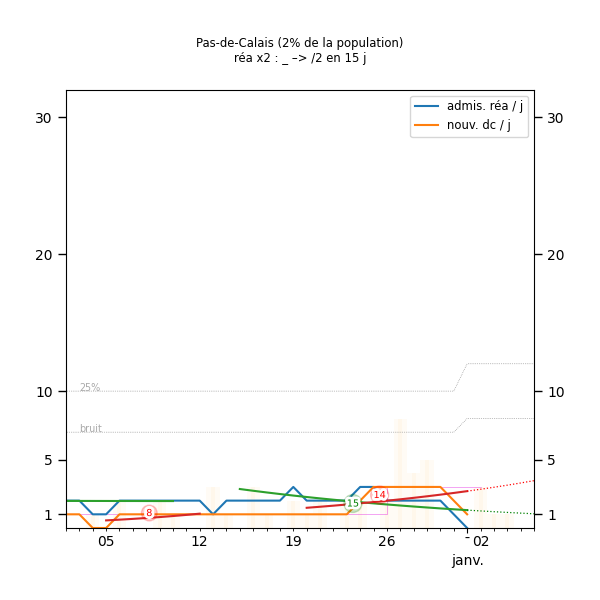 Pas-de-Calais (2% de la population)
réa x2 : _ –> /2 en 15 j
admis. réa / j
nouv. dc / j
30 30
20 20
10 10
25%
bruit
5 5
14
15
8
1 1
05 12 19 26 02
janv.